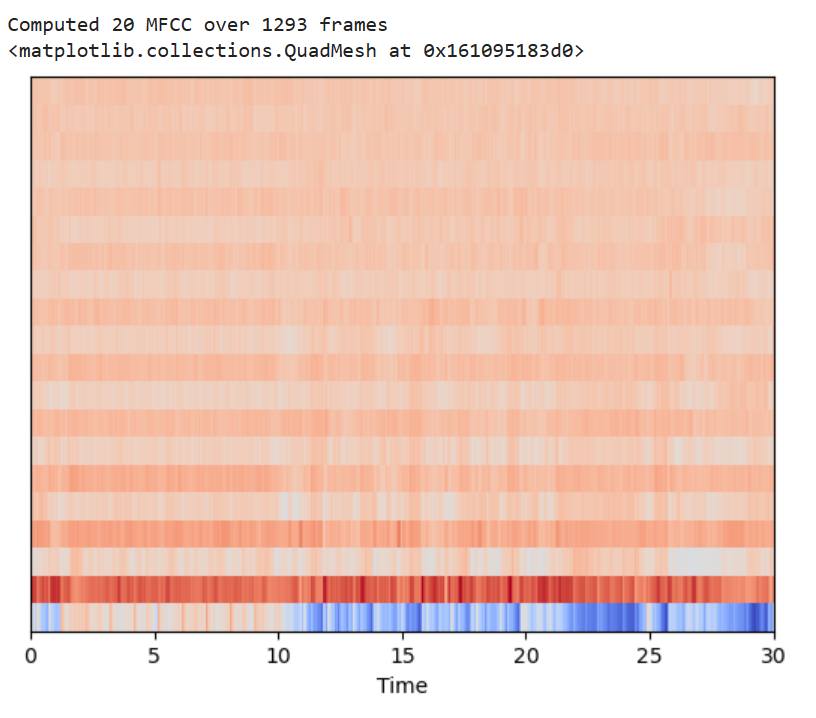 Computed 20 MFCC over 1293 frames
<matplotlib.collections.QuadMesh at 0x161095183d0>
0 5 10 15 20 25 30
Time